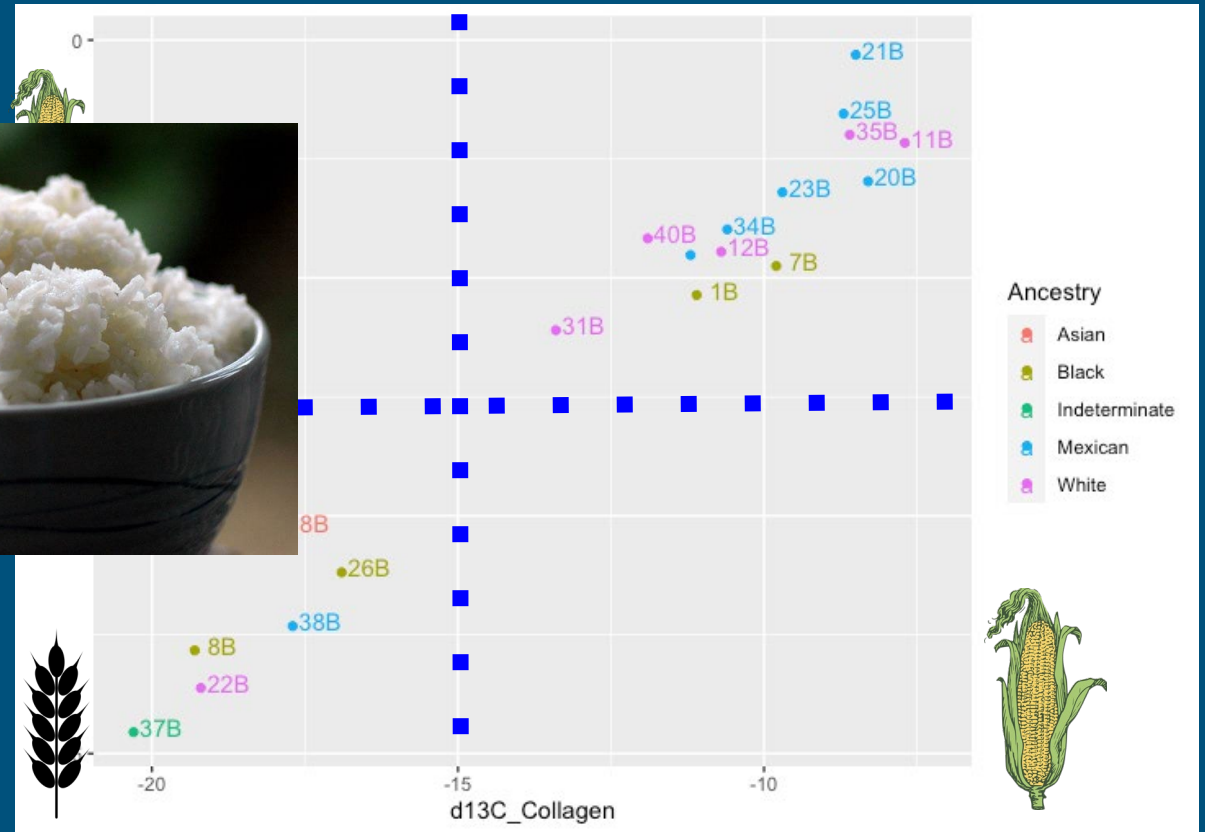 0
21B
25B
35B
11B
20B
23B
34B
40B
12B
7B
1B
31B
8B
26B
38B
8B
22B
37B
-20
-15
-10
d13C_Collagen
Ancestry
Asian
Black
Indeterminate
Mexican
White